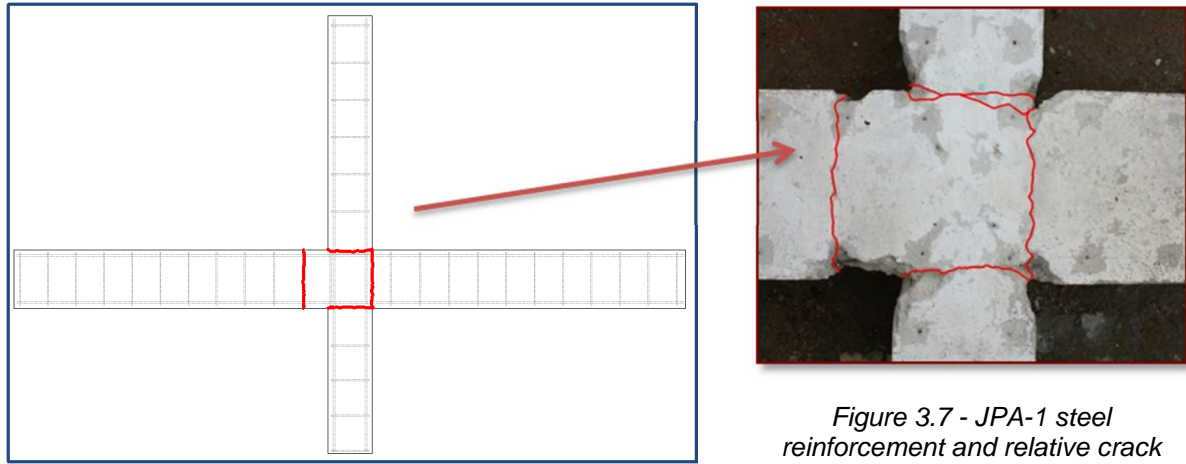 Figure 3.7 - JPA-1 steel
reinforcement and relative crack